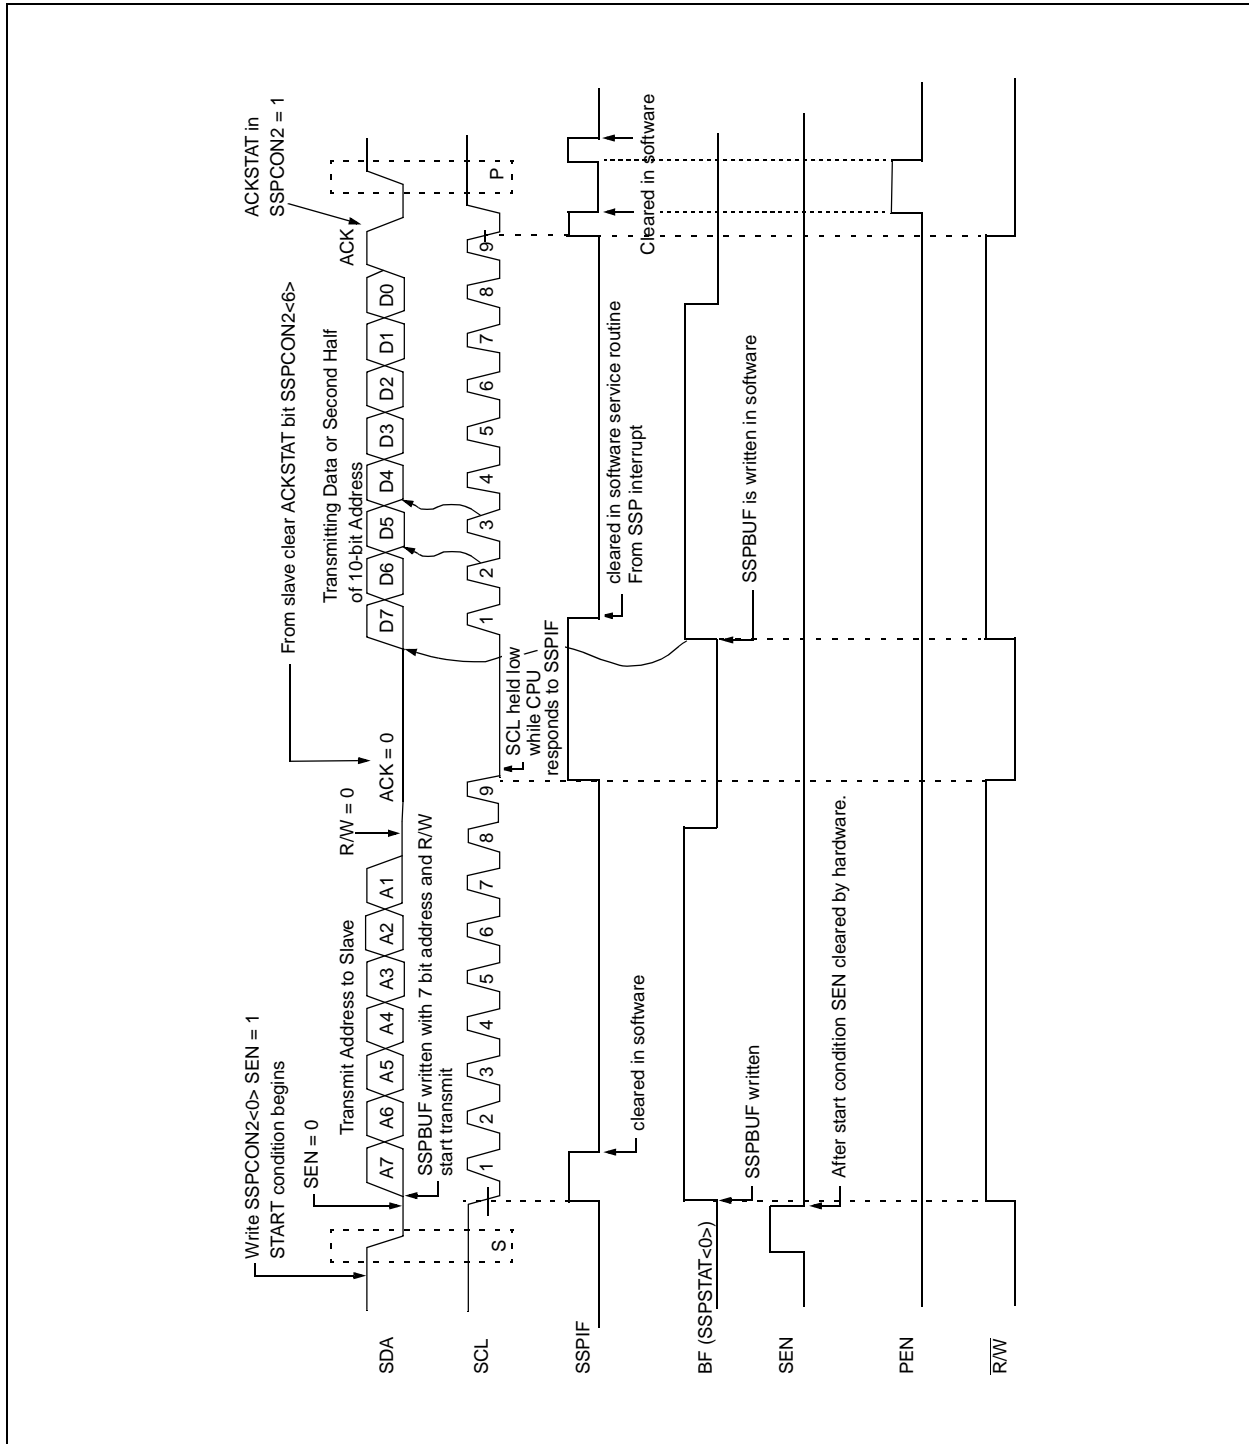 Write SSPCON2<0> SEN = 1
START condition begins
SEN = 0
Transmit Address to Slave
R/W = 0
From slave clear ACKSTAT bit SSPCON2<6>
ACK = 0
Transmitting Data or Second Half
of 10-bit Address
ACKSTAT in
SSPCON2 = 1
ACK
SDA
A7 A6 A5 A4 A3 A2 A1
D7 D6 D5 D4 D3 D2 D1 D0
SSPBUF written with 7 bit address and R/W
start transmit
SCL
S
1 2 3 4 5 6 7 8 9
1 2 3 4 5 6 7 8 9
P
SCL held low
while CPU
responds to SSPIF
SSPIF
cleared in software
cleared in software service routine
From SSP interrupt
Cleared in software
Cleared in software
BF (SSPSTAT<0>)
SSPBUF written
SSPBUF is written in software
SEN
After start condition SEN cleared by hardware.
PEN
R/W